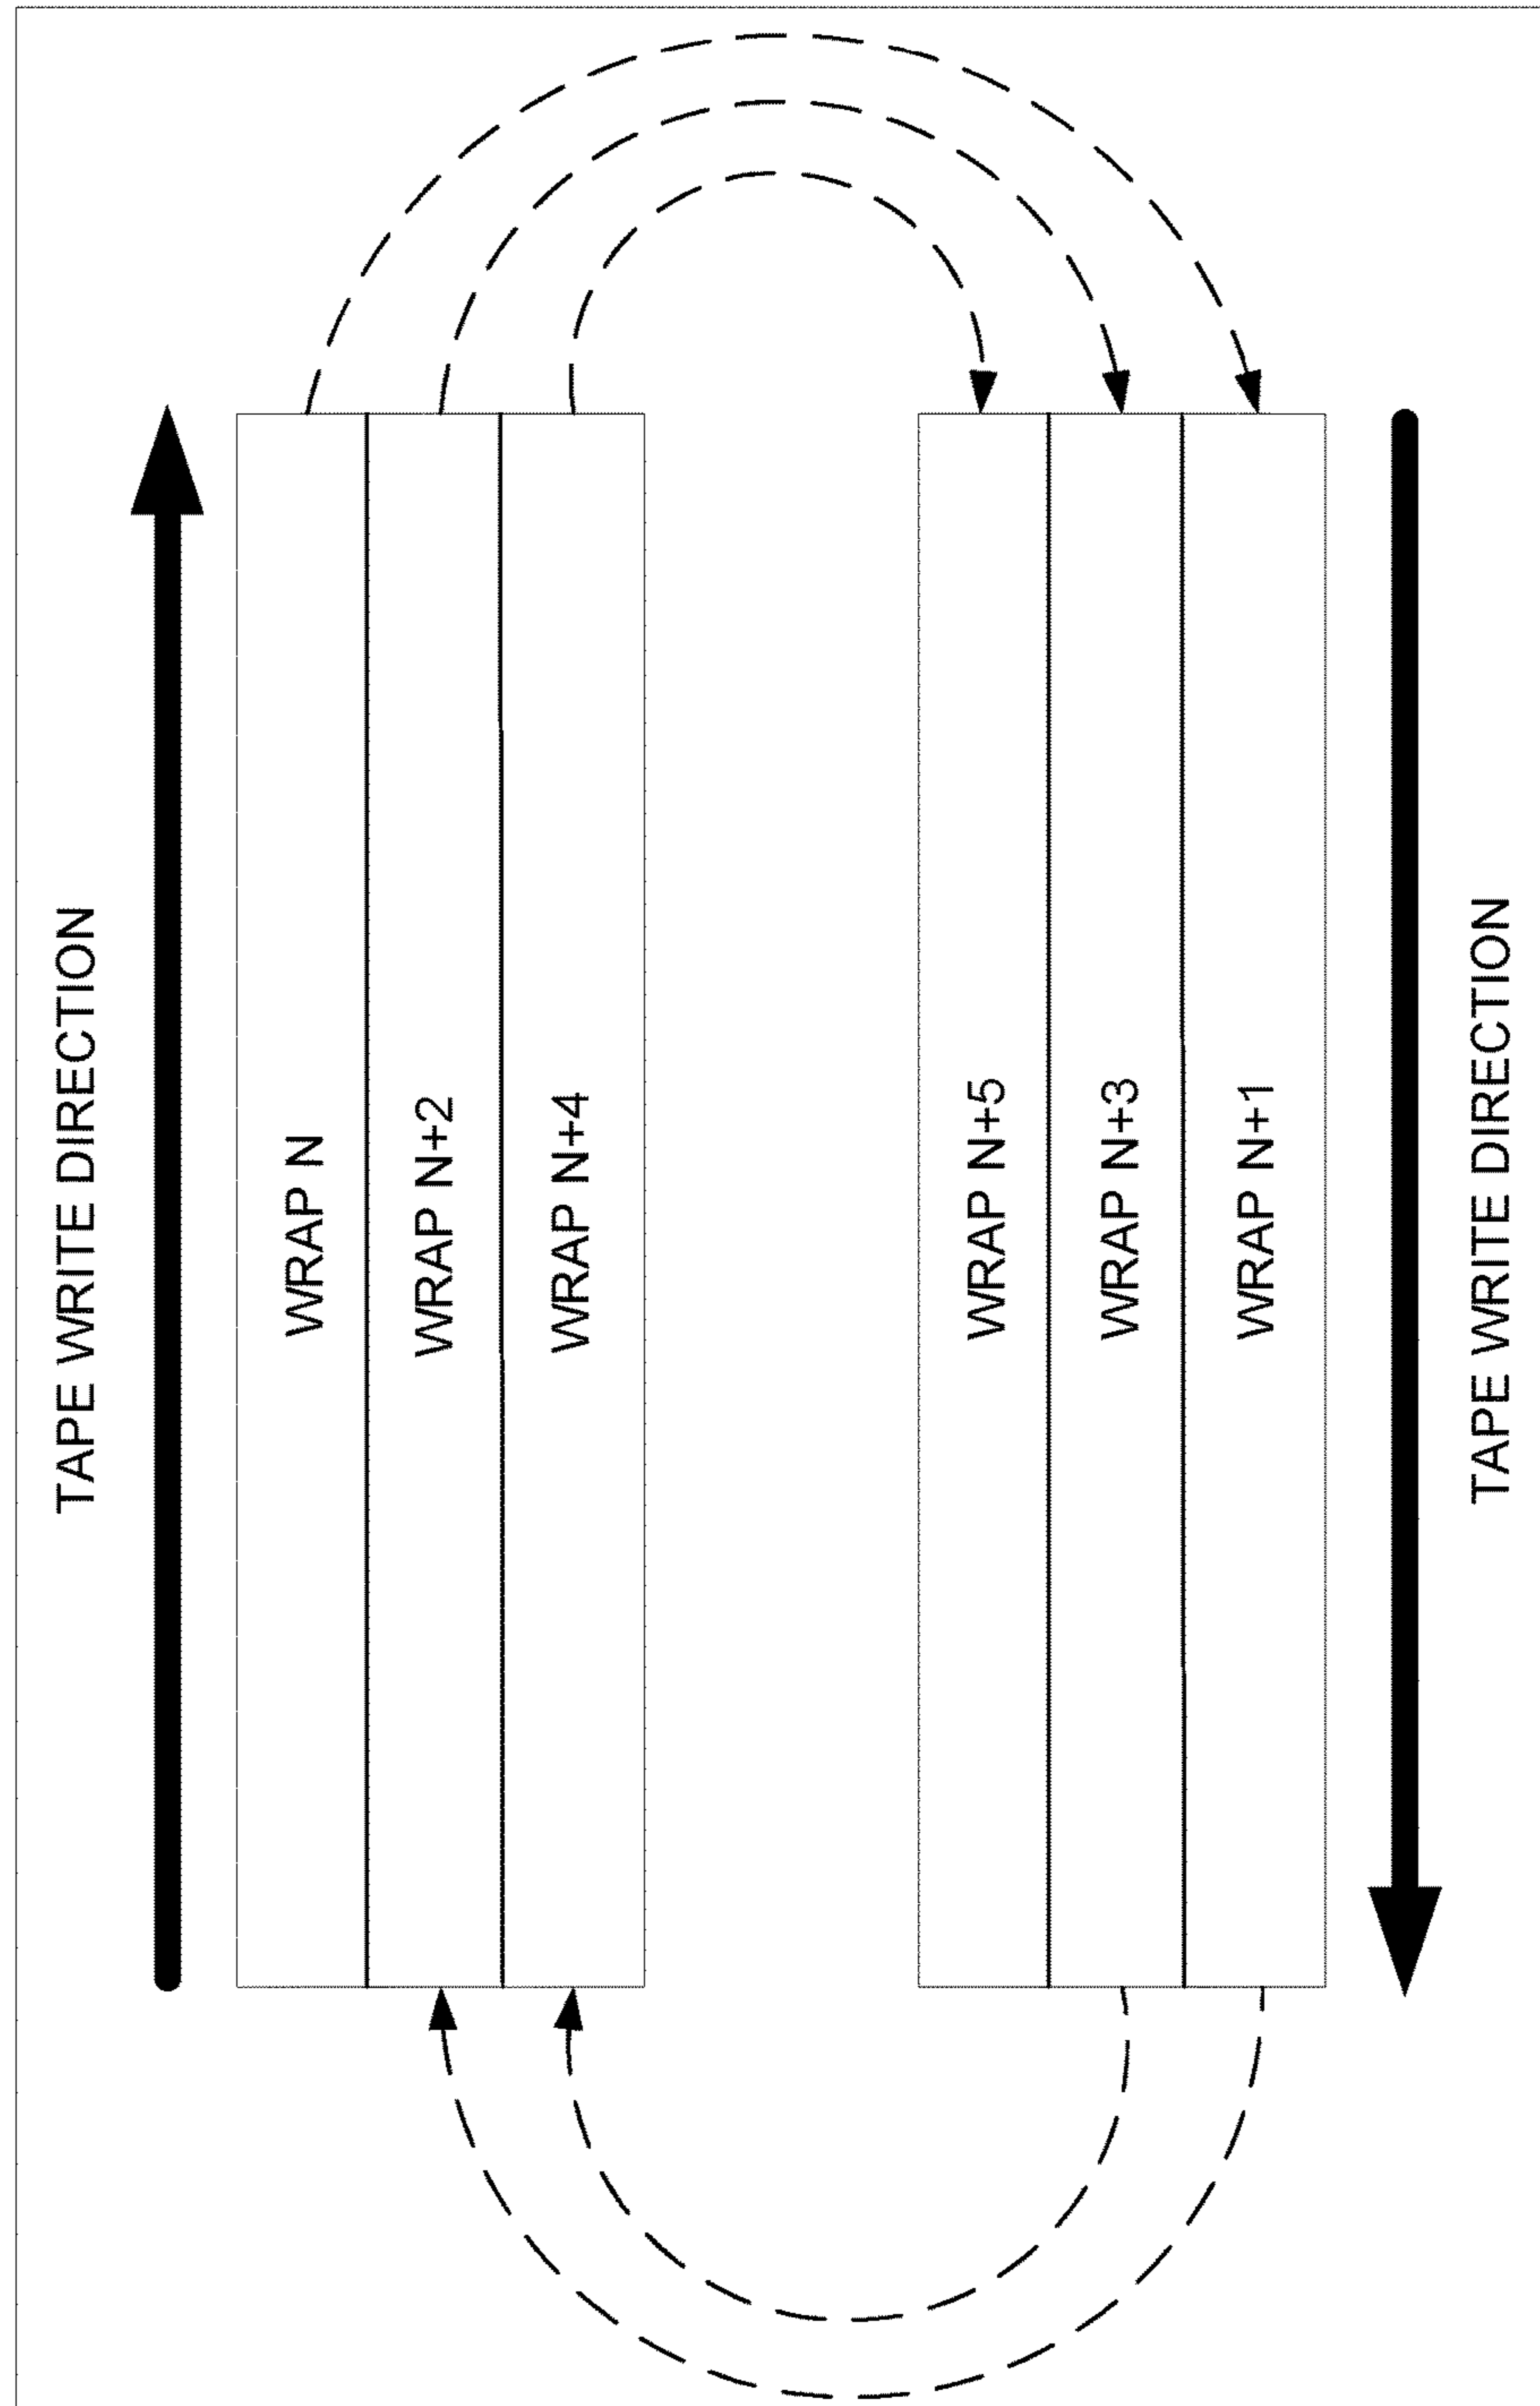 TAPE WRITE DIRECTION
WRAP N
WRAP N+2
WRAP N+4
WRAP N+5
WRAP N+3
WRAP N+1
TAPE WRITE DIRECTION